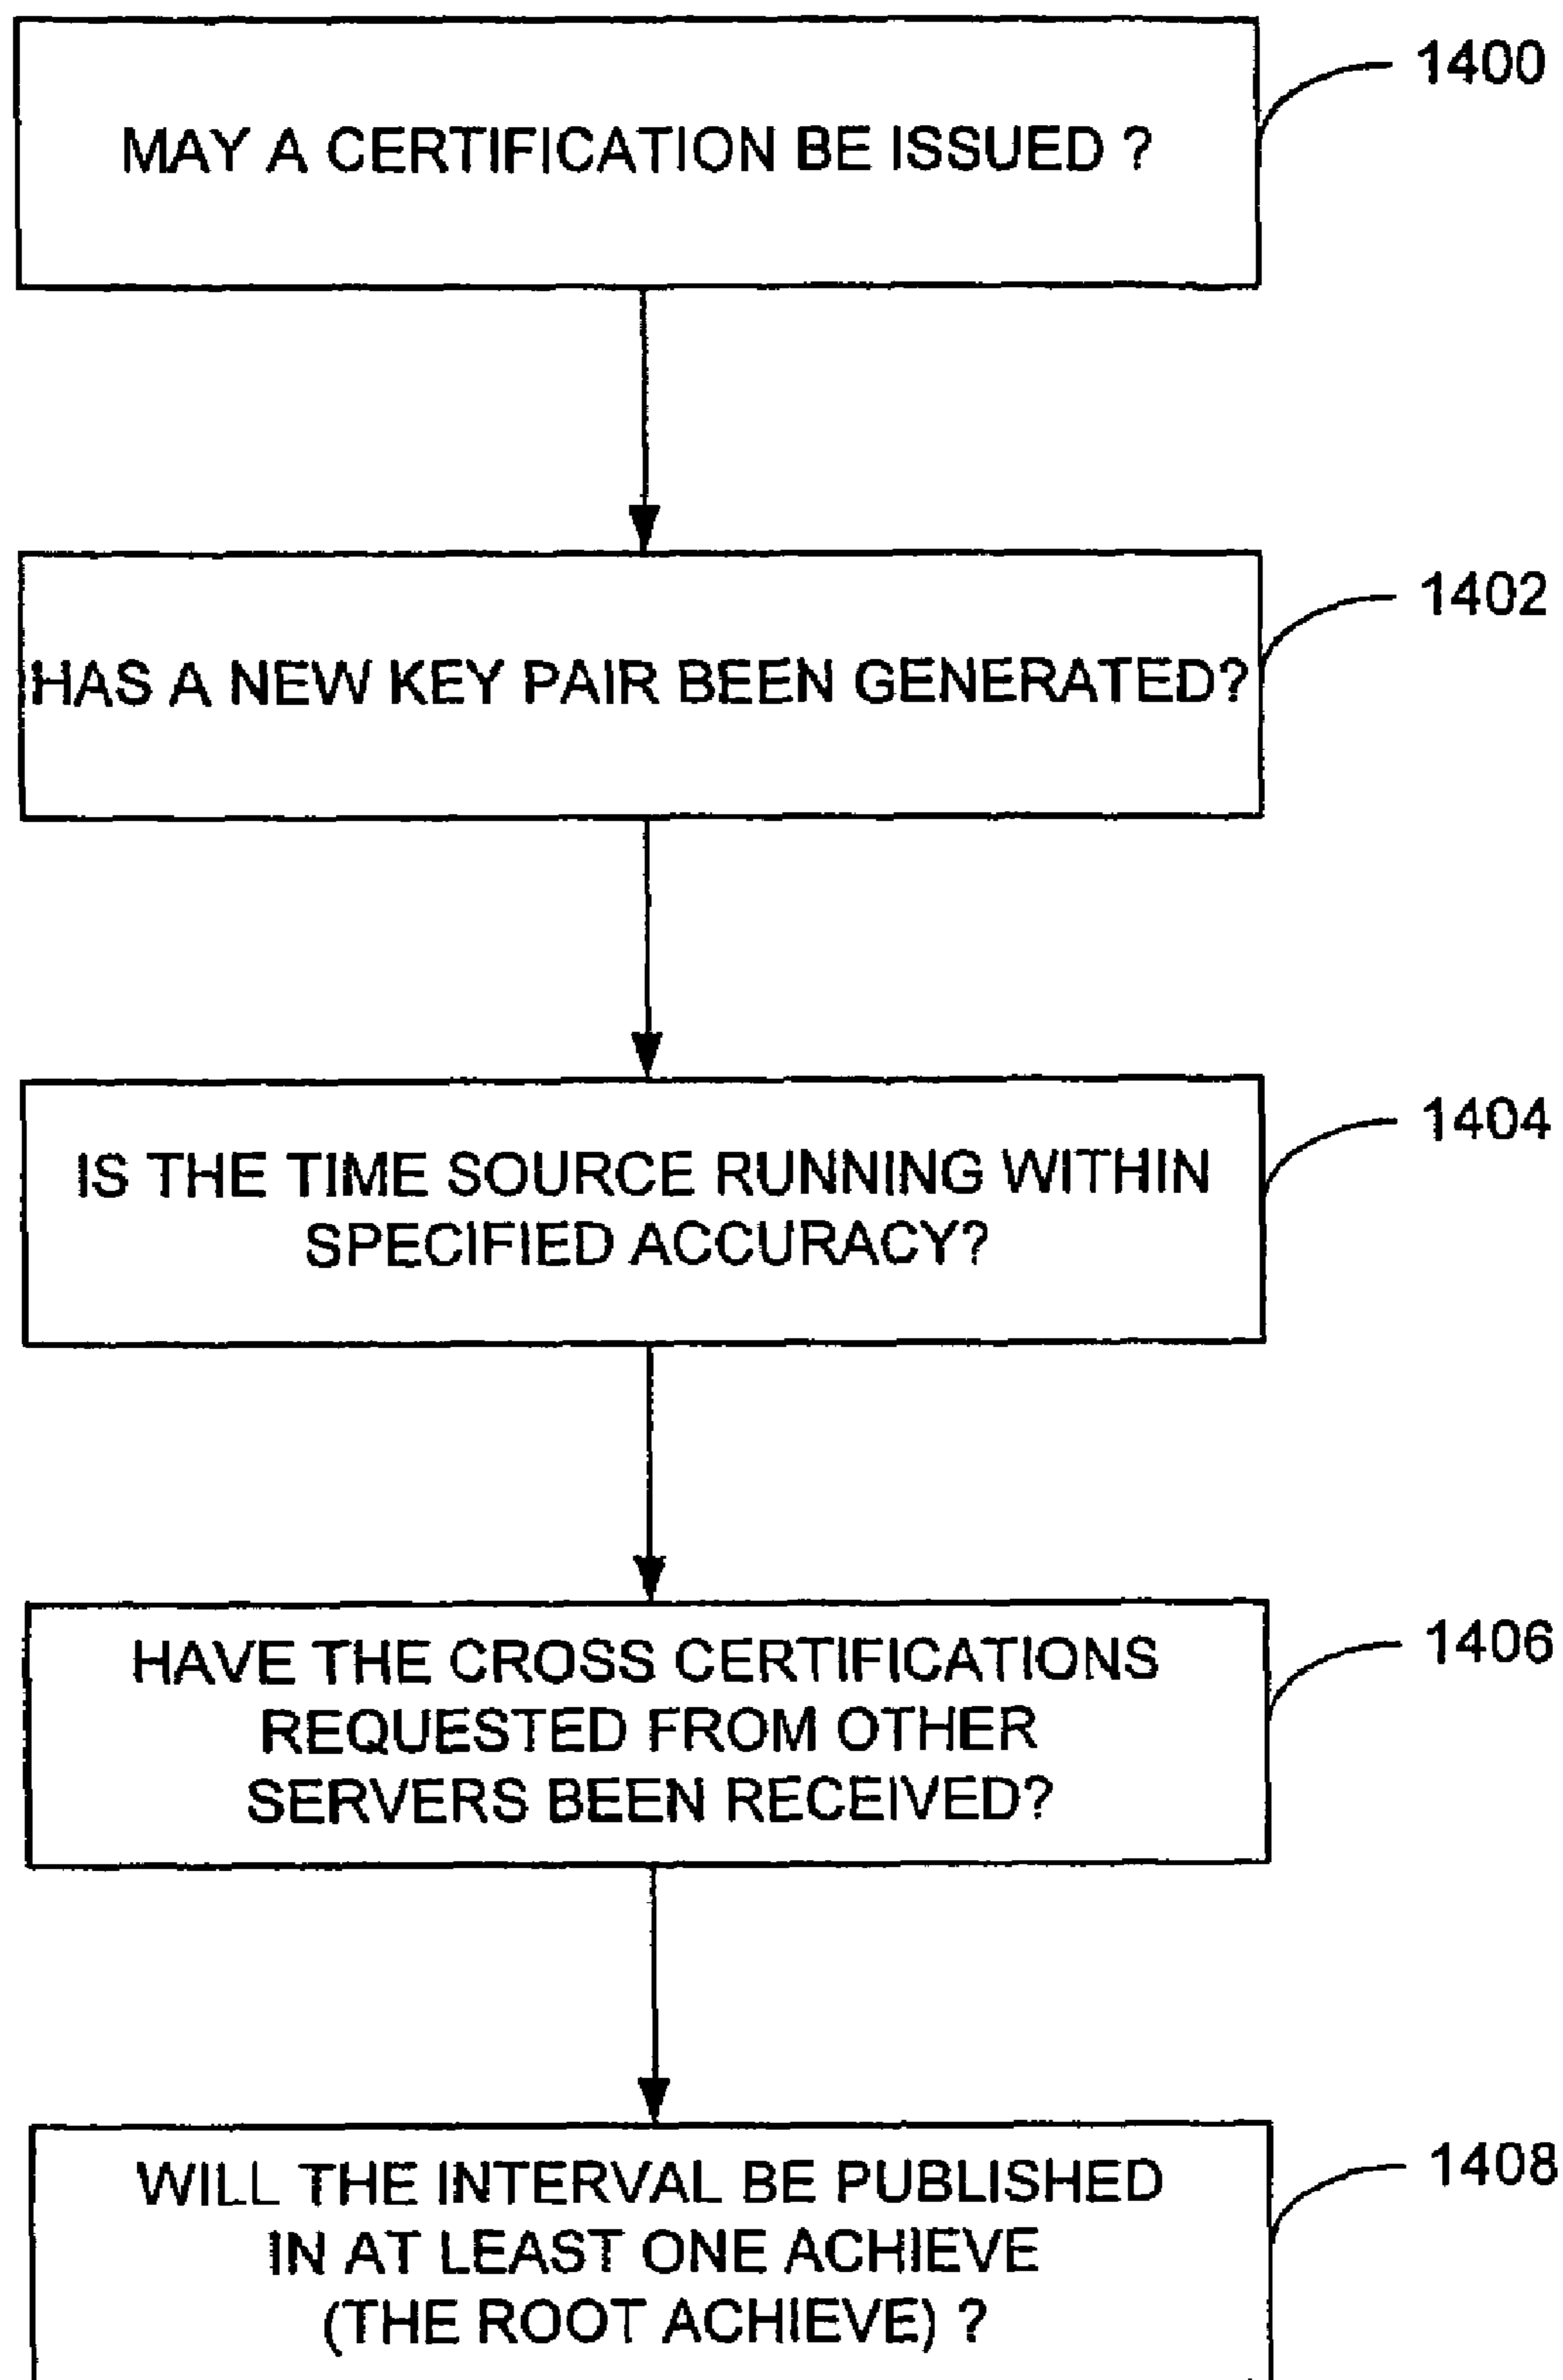 MAY A CERTIFICATION BE ISSUED ?
1400
HAS A NEW KEY PAIR BEEN GENERATED?
1402
IS THE TIME SOURCE RUNNING WITHIN
SPECIFIED ACCURACY?
1404
HAVE THE CROSS CERTIFICATIONS
REQUESTED FROM OTHER
SERVERS BEEN RECEIVED?
1406
WILL THE INTERVAL BE PUBLISHED
IN AT LEAST ONE ACHIEVE
(THE ROOT ACHIEVE) ?
1408